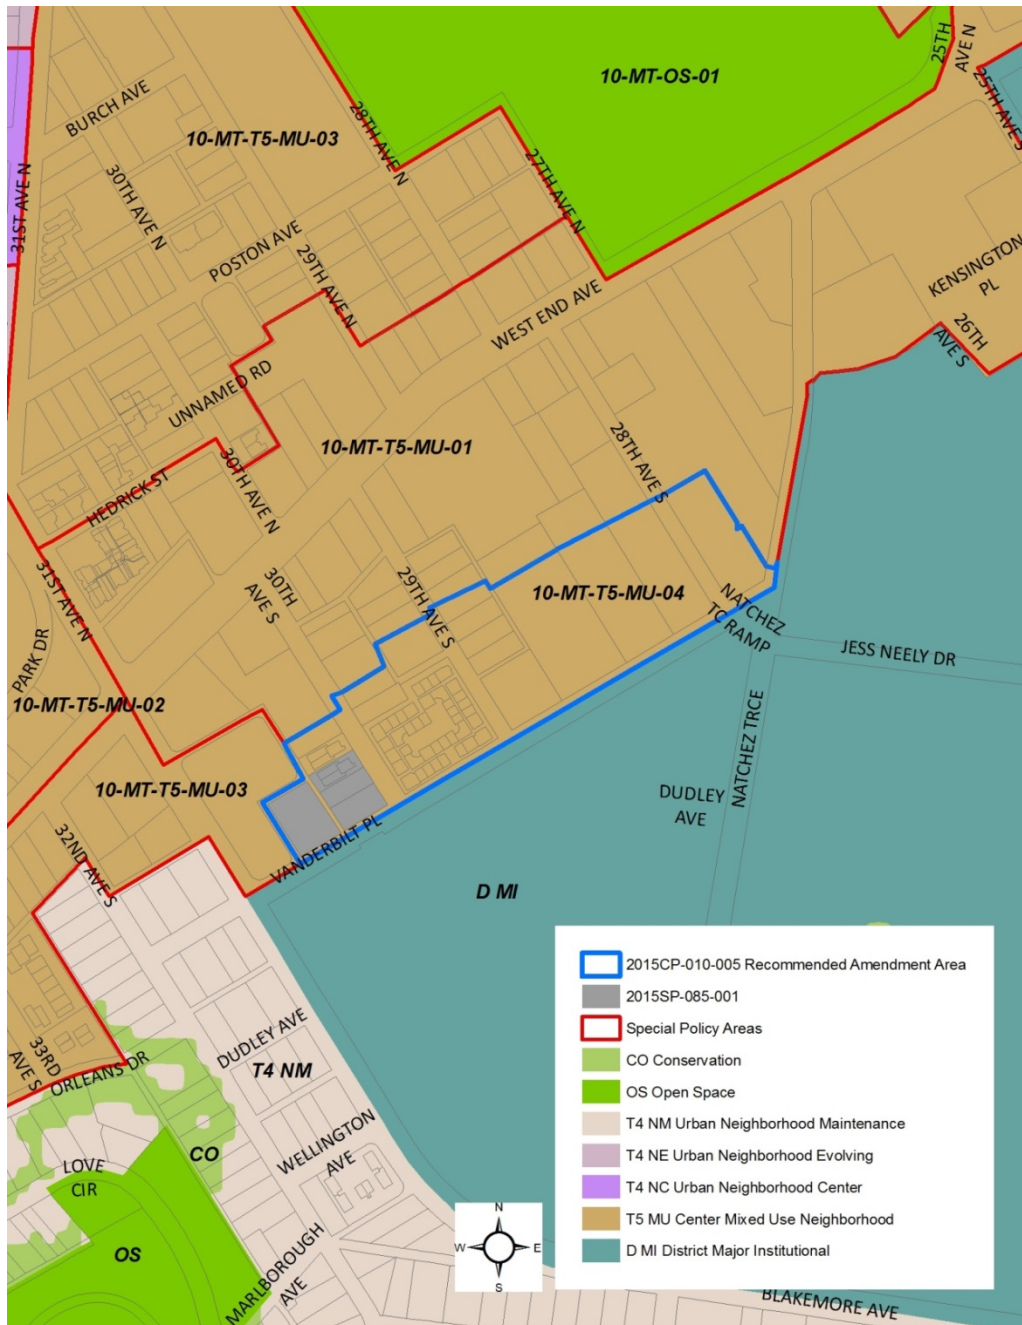 10-MT-OS-01
25TH
AVE N
25TH AVE S
BURCH AVE
10-MT-T5-MU-03
28TH AVE N
27TH AVE N
30TH AVE N
31ST AVE N
POSTON AVE
29TH AVE N
KENSINGTON
PL
26TH
AVE S
WEST END AVE
UNNAMED RD
10-MT-T5-MU-01
28TH AVE S
30TH AVE N
HEDRICK ST
31ST AVE N
30TH
AVE S
29TH AVE S
10-MT-T5-MU-04
NATCHEZ
TC RAMP
JESS NEELY DR
PARK DR
10-MT-T5-MU-02
NATCHEZ TRCE
10-MT-T5-MU-03
DUDLEY
AVE
VANDERBILT PL
32ND AVE S
D MI
33RD
AVE S
ORLEANS DR
DUDLEY AVE
T4 NM
CO
WELLINGTON
AVE
LOVE
CIR
OS
MARLBOROUGH
AVE
BLAKEMORE AVE
N
W
E
S
2015CP-010-005 Recommended Amendment Area
2015SP-085-001
Special Policy Areas
CO Conservation
OS Open Space
T4 NM Urban Neighborhood Maintenance
T4 NE Urban Neighborhood Evolving
T4 NC Urban Neighborhood Center
T5 MU Center Mixed Use Neighborhood
D MI District Major Institutional